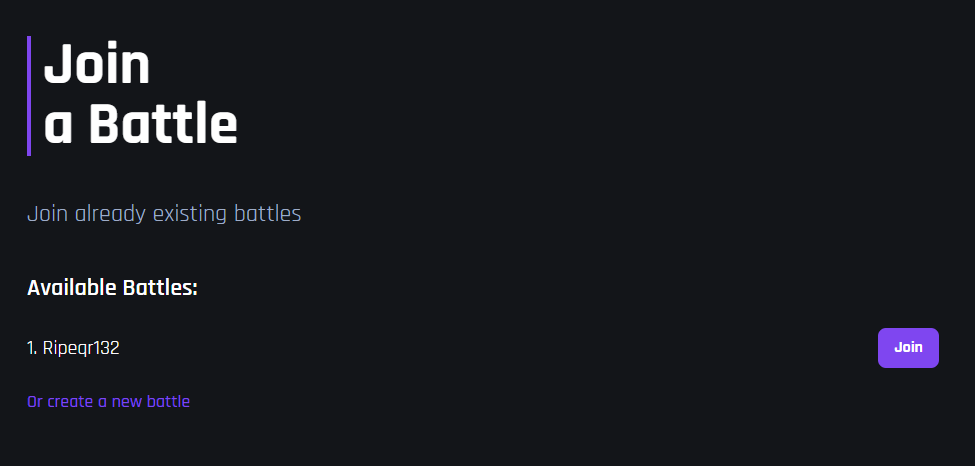 Join
a Battle
Join already existing battles
Available Battles:
1. Ripeqr132
Join
Or create a new battle